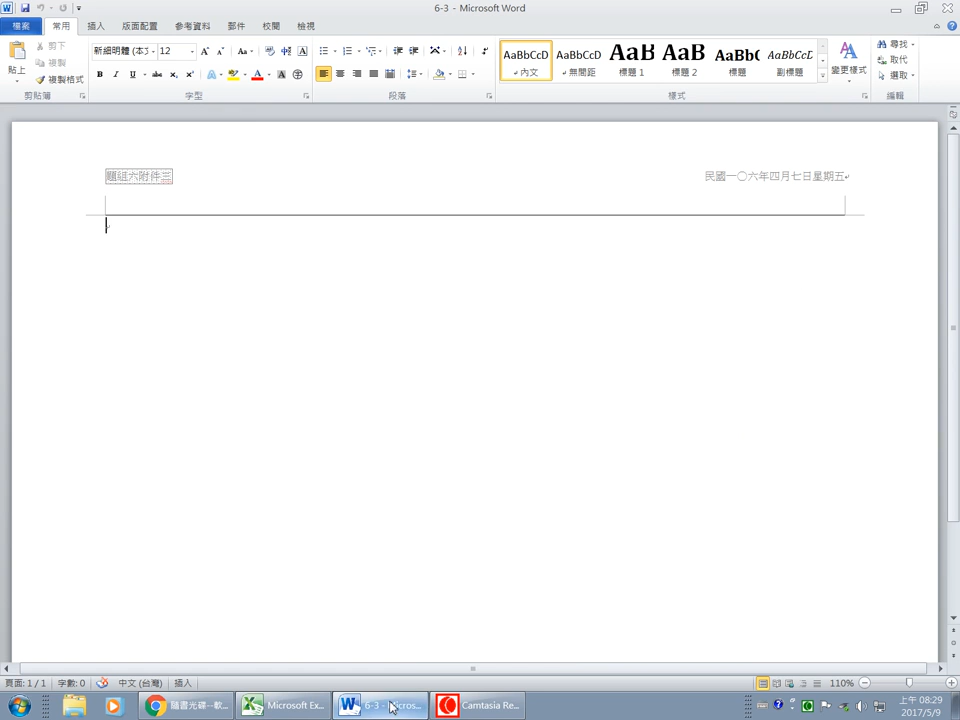 6-3 - Microsoft Word
檔案 常用 插入 版面配置 參考資料 郵件 校閱 檢視
貼上 剪下 複製 複製格式
新細明體 (本文 12
AaBbCcD AaBbCcD AaBb AaBb AaBbC AaBbCcL
內文 無間距 標題 1 標題 2 標題 副標題
變更樣式
尋找 取代 選取
剪貼簿 字型 段落 樣式 編輯
題組六附件三 民國一〇六年四月七日星期五
頁面: 1 / 1 字數: 0 中文 (台灣) 插入 110%
隨書光碟─軟... Microsoft Ex... 6-3 - Micros... Camtasia Re...
上午 08:29
2017/5/9